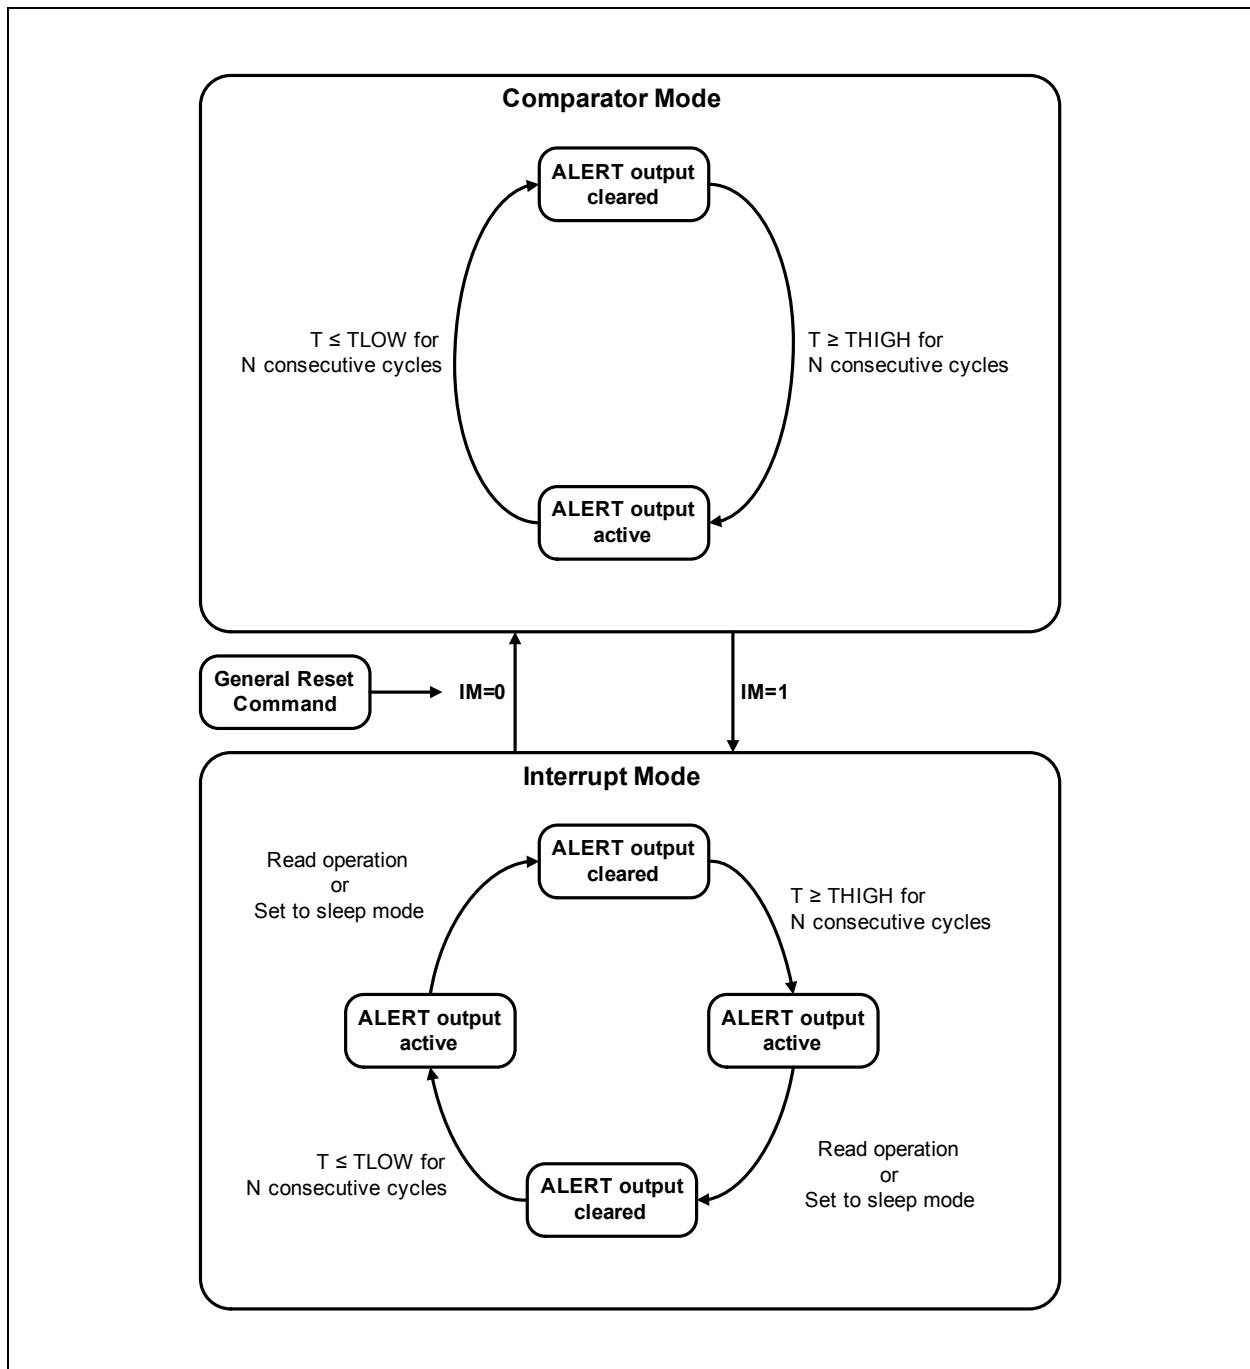 Comparator Mode
ALERT output
cleared
T ≤ TLOW for
N consecutive cycles
T ≥ THIGH for
N consecutive cycles
ALERT output
active
General Reset
Command
IM=0
IM=1
Interrupt Mode
ALERT output
cleared
Read operation
or
Set to sleep mode
T ≥ THIGH for
N consecutive cycles
ALERT output
active
ALERT output
active
T ≤ TLOW for
N consecutive cycles
Read operation
or
Set to sleep mode
ALERT output
cleared